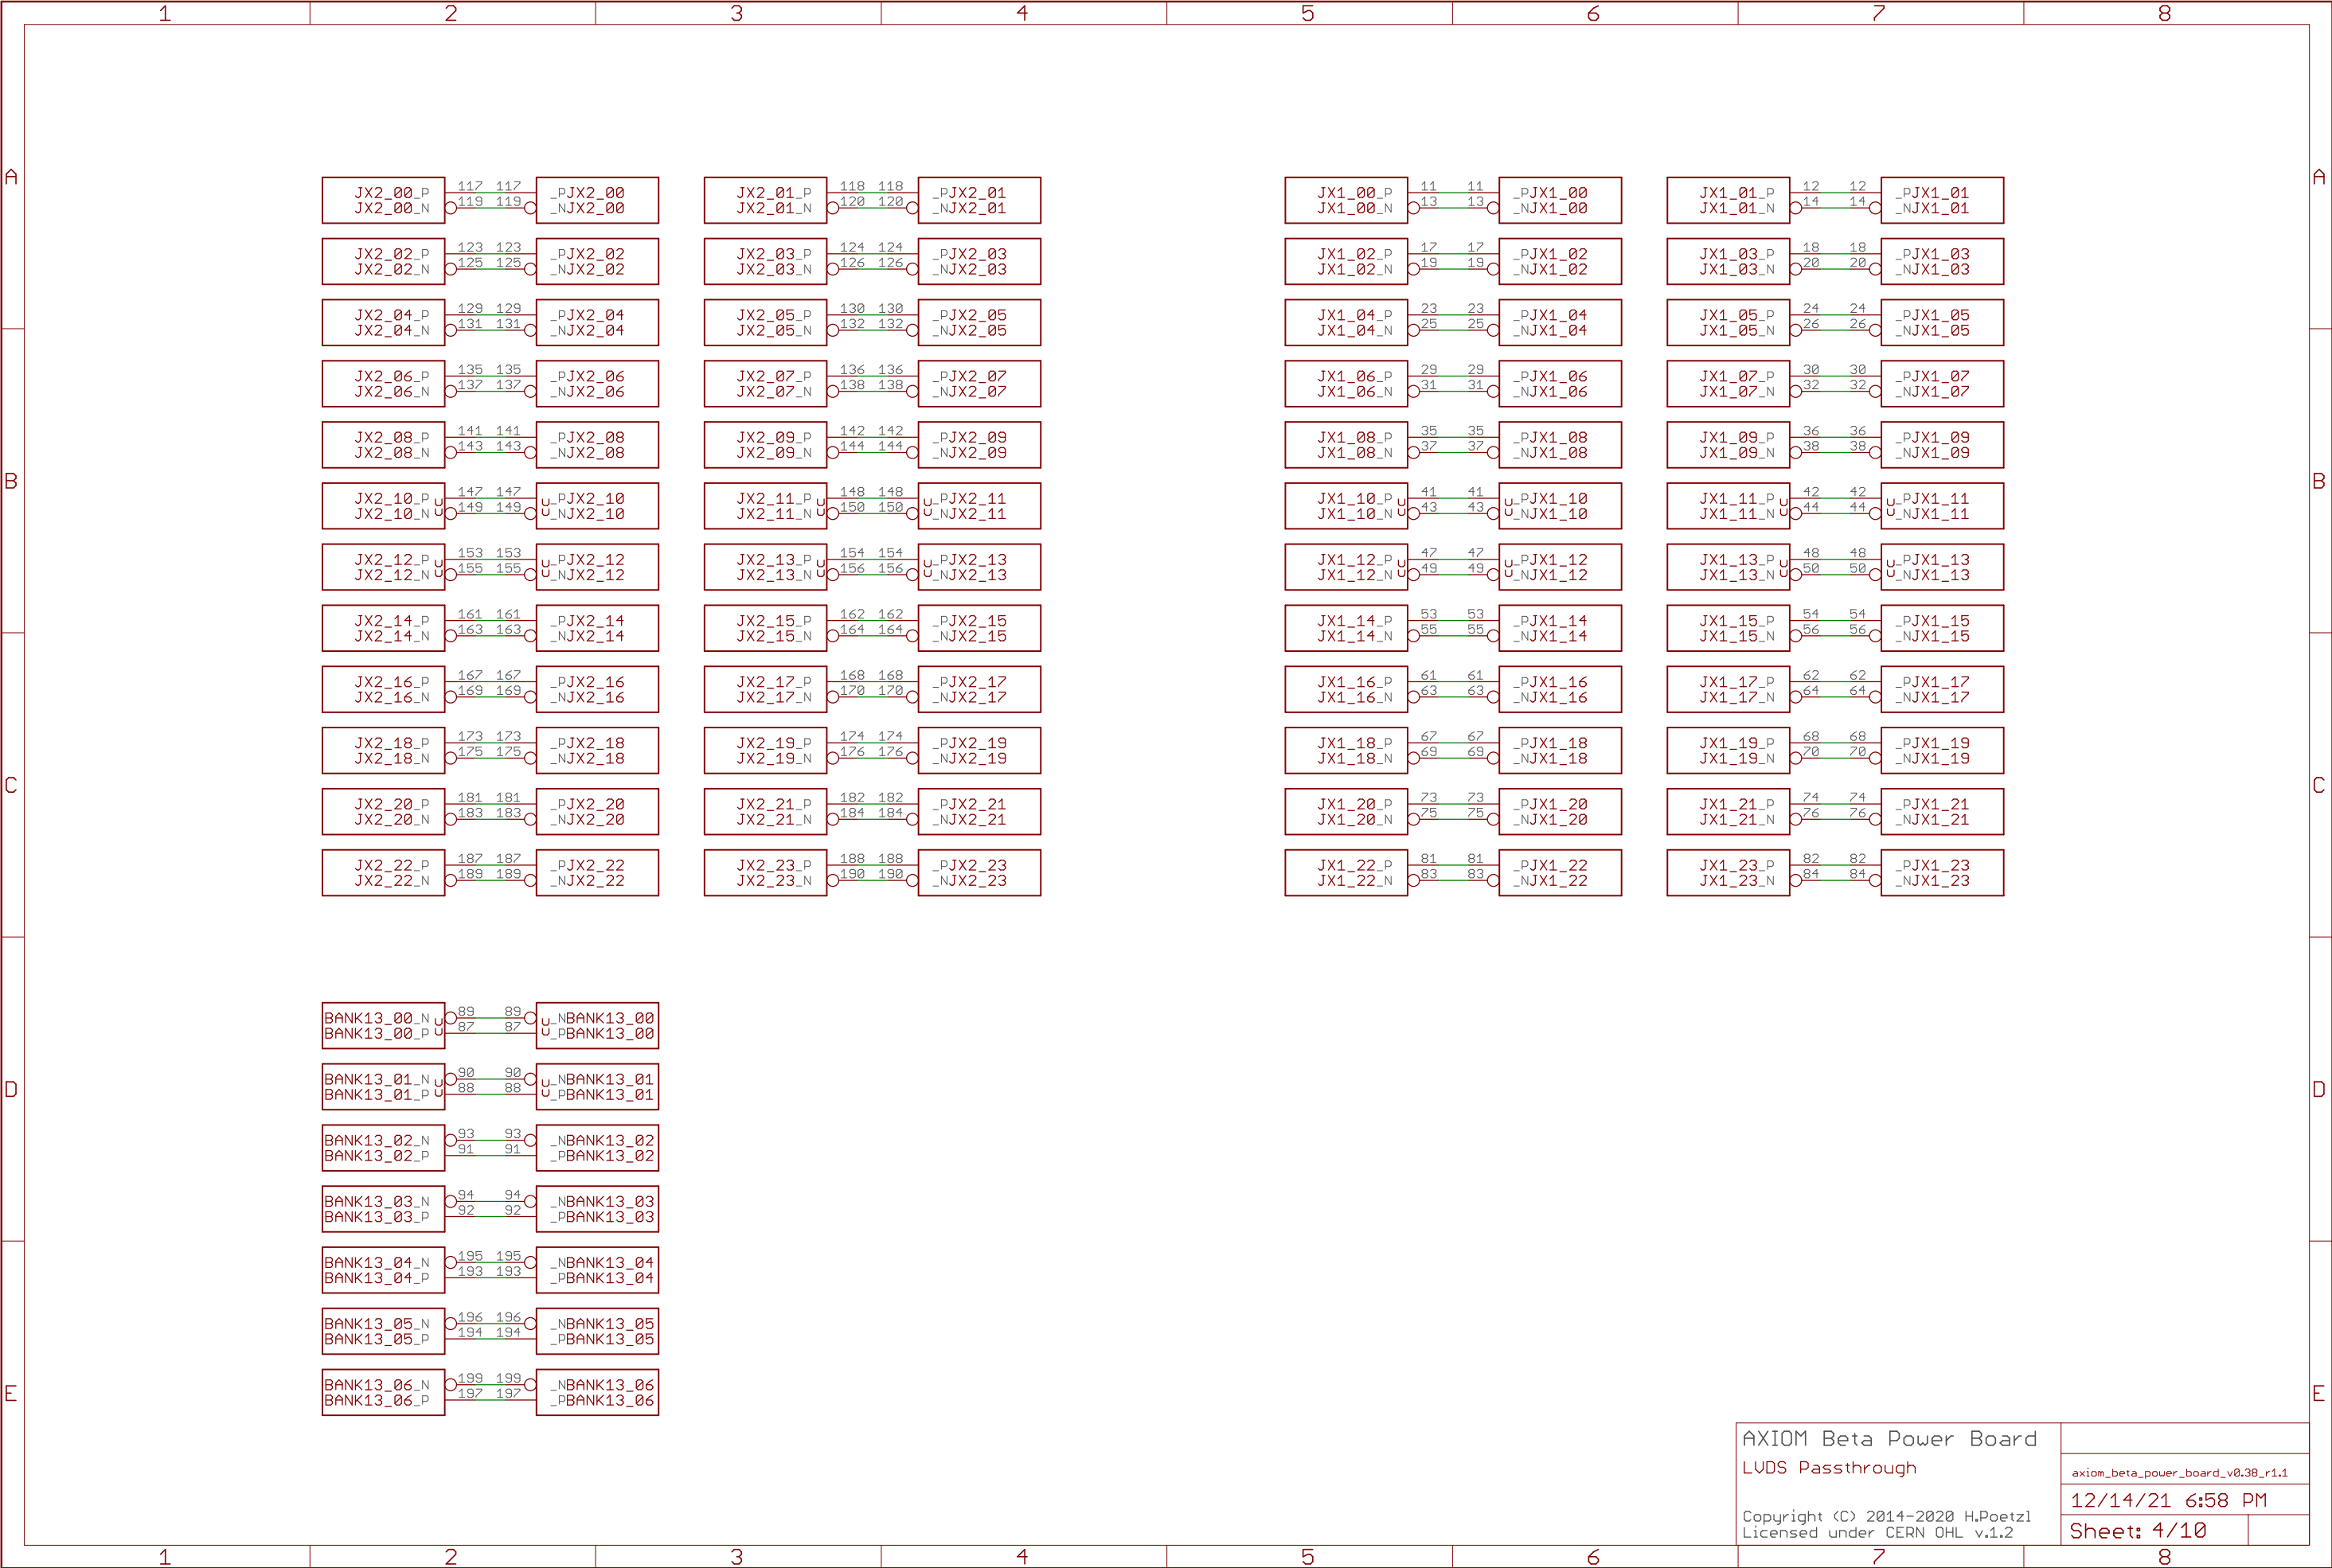 1 2 3 4 5 6 7 8
A A
JX2_00_P 117 117 _PJX2_00 JX2_01_P 118 118 _PJX2_01 JX1_00_P 11 11 _PJX1_00 JX1_01_P 12 12 _PJX1_01
JX2_00_N 119 119 _NJX2_00 JX2_01_N 120 120 _NJX2_01 JX1_00_N 13 13 _NJX1_00 JX1_01_N 14 14 _NJX1_01
JX2_02_P 123 123 _PJX2_02 JX2_03_P 124 124 _PJX2_03 JX1_02_P 17 17 _PJX1_02 JX1_03_P 18 18 _PJX1_03
JX2_02_N 125 125 _NJX2_02 JX2_03_N 126 126 _NJX2_03 JX1_02_N 19 19 _NJX1_02 JX1_03_N 20 20 _NJX1_03
JX2_04_P 129 129 _PJX2_04 JX2_05_P 130 130 _PJX2_05 JX1_04_P 23 23 _PJX1_04 JX1_05_P 24 24 _PJX1_05
JX2_04_N 131 131 _NJX2_04 JX2_05_N 132 132 _NJX2_05 JX1_04_N 25 25 _NJX1_04 JX1_05_N 26 26 _NJX1_05
JX2_06_P 135 135 _PJX2_06 JX2_07_P 136 136 _PJX2_07 JX1_06_P 29 29 _PJX1_06 JX1_07_P 30 30 _PJX1_07
JX2_06_N 137 137 _NJX2_06 JX2_07_N 138 138 _NJX2_07 JX1_06_N 31 31 _NJX1_06 JX1_07_N 32 32 _NJX1_07
JX2_08_P 141 141 _PJX2_08 JX2_09_P 142 142 _PJX2_09 JX1_08_P 35 35 _PJX1_08 JX1_09_P 36 36 _PJX1_09
JX2_08_N 143 143 _NJX2_08 JX2_09_N 144 144 _NJX2_09 JX1_08_N 37 37 _NJX1_08 JX1_09_N 38 38 _NJX1_09
B B
JX2_10_P U 147 147 U _PJX2_10 JX2_11_P U 148 148 U _PJX2_11 JX1_10_P U 41 41 U _PJX1_10 JX1_11_P U 42 42 U _PJX1_11
JX2_10_N U 149 149 U _NJX2_10 JX2_11_N U 150 150 U _NJX2_11 JX1_10_N U 43 43 U _NJX1_10 JX1_11_N U 44 44 U _NJX1_11
JX2_12_P U 153 153 U _PJX2_12 JX2_13_P U 154 154 U _PJX2_13 JX1_12_P U 47 47 U _PJX1_12 JX1_13_P U 48 48 U _PJX1_13
JX2_12_N U 155 155 U _NJX2_12 JX2_13_N U 156 156 U _NJX2_13 JX1_12_N U 49 49 U _NJX1_12 JX1_13_N U 50 50 U _NJX1_13
JX2_14_P 161 161 _PJX2_14 JX2_15_P 162 162 _PJX2_15 JX1_14_P 53 53 _PJX1_14 JX1_15_P 54 54 _PJX1_15
JX2_14_N 163 163 _NJX2_14 JX2_15_N 164 164 _NJX2_15 JX1_14_N 55 55 _NJX1_14 JX1_15_N 56 56 _NJX1_15
JX2_16_P 167 167 _PJX2_16 JX2_17_P 168 168 _PJX2_17 JX1_16_P 61 61 _PJX1_16 JX1_17_P 62 62 _PJX1_17
JX2_16_N 169 169 _NJX2_16 JX2_17_N 170 170 _NJX2_17 JX1_16_N 63 63 _NJX1_16 JX1_17_N 64 64 _NJX1_17
JX2_18_P 173 173 _PJX2_18 JX2_19_P 174 174 _PJX2_19 JX1_18_P 67 67 _PJX1_18 JX1_19_P 68 68 _PJX1_19
JX2_18_N 175 175 _NJX2_18 JX2_19_N 176 176 _NJX2_19 JX1_18_N 69 69 _NJX1_18 JX1_19_N 70 70 _NJX1_19
C C
JX2_20_P 181 181 _PJX2_20 JX2_21_P 182 182 _PJX2_21 JX1_20_P 73 73 _PJX1_20 JX1_21_P 74 74 _PJX1_21
JX2_20_N 183 183 _NJX2_20 JX2_21_N 184 184 _NJX2_21 JX1_20_N 75 75 _NJX1_20 JX1_21_N 76 76 _NJX1_21
JX2_22_P 187 187 _PJX2_22 JX2_23_P 188 188 _PJX2_23 JX1_22_P 81 81 _PJX1_22 JX1_23_P 82 82 _PJX1_23
JX2_22_N 189 189 _NJX2_22 JX2_23_N 190 190 _NJX2_23 JX1_22_N 83 83 _NJX1_22 JX1_23_N 84 84 _NJX1_23
BANK13_00_N U 89 89 U _NBANK13_00
BANK13_00_P U 87 87 U _PBANK13_00
BANK13_01_N U 90 90 U _NBANK13_01
D D
BANK13_01_P U 88 88 U _PBANK13_01
BANK13_02_N 93 93 _NBANK13_02
BANK13_02_P 91 91 _PBANK13_02
BANK13_03_N 94 94 _NBANK13_03
BANK13_03_P 92 92 _PBANK13_03
BANK13_04_N 195 195 _NBANK13_04
BANK13_04_P 193 193 _PBANK13_04
BANK13_05_N 196 196 _NBANK13_05
BANK13_05_P 194 194 _PBANK13_05
BANK13_06_N 199 199 _NBANK13_06
E E
BANK13_06_P 197 197 _PBANK13_06
AXIOM Beta Power Board
LVDS Passthrough
axiom_beta_power_board_v0.38_r1.1
12/14/21 6:58 PM
Copyright (C) 2014-2020 H.Poetzl
Licensed under CERN OHL v.1.2
Sheet: 4/10
1 2 3 4 5 6 7 8